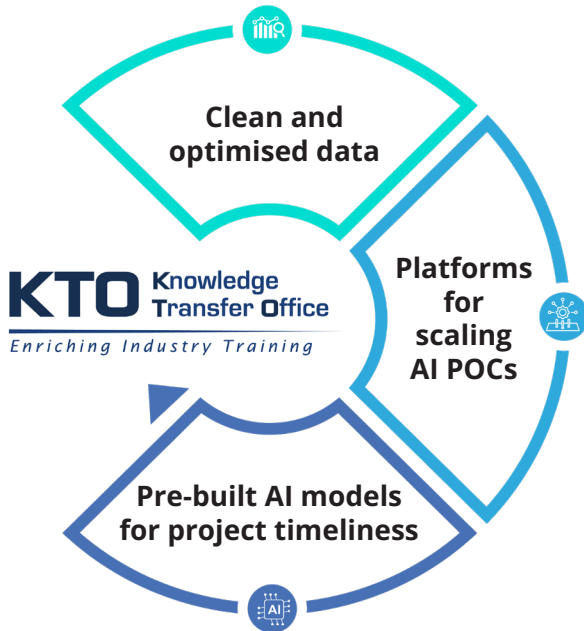 Clean and
optimised data
Platforms
for
scaling
AI POCs
KTO Knowledge
Transfer Office
Enriching Industry Training
Pre-built AI models
for project timeliness
AI